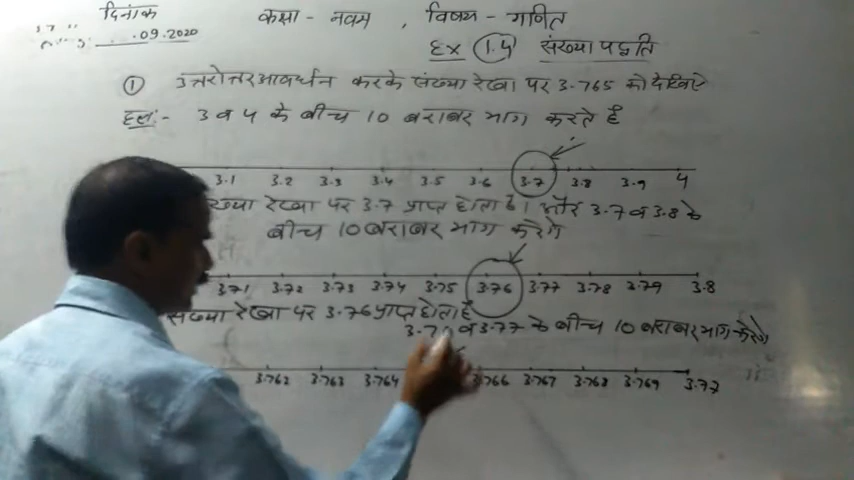 दिनांक कक्षा - नवम , विषय - गणित
.09.2020 Ex 1.4 संख्या पद्धति
① उत्तरोत्तर आवर्धन करके संख्या रेखा पर 3.765 को देखिए
हल:- 3 व 4 के बीच 10 बराबर भाग करते हैं
3.1 3.2 3.3 3.4 3.5 3.6 3.7 3.8 3.9 4
रेखा पर 3.7 प्राप्त होता है। और 3.7 व 3.8 के
बीच 10 बराबर भाग करेंगे
3.71 3.72 3.73 3.74 3.75 3.76 3.77 3.78 3.79 3.8
संख्या रेखा पर 3.76 प्राप्त होता है
व 3.77 के बीच 10 बराबर भाग करेंगे
3.762 3.763 3.764 3.766 3.767 3.768 3.769 3.77